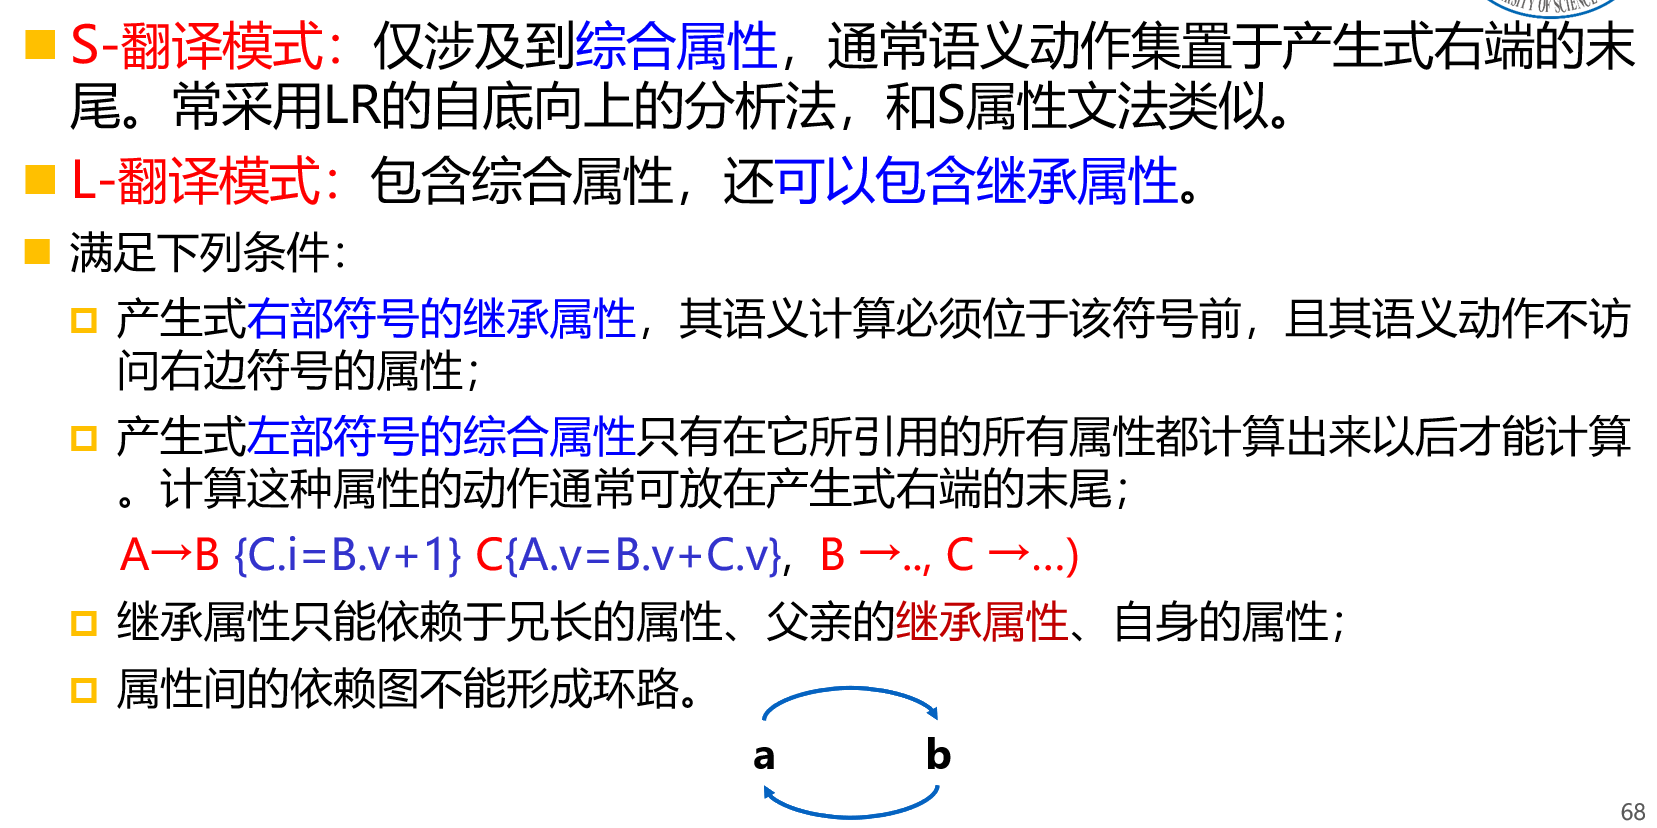 UNIVERSITY OF SCIENCE
S-翻译模式：仅涉及到综合属性，通常语义动作集置于产生式右端的末
尾。常采用LR的自底向上的分析法，和S属性文法类似。
L-翻译模式：包含综合属性，还可以包含继承属性。
满足下列条件：
产生式右部符号的继承属性，其语义计算必须位于该符号前，且其语义动作不访
问右边符号的属性；
产生式左部符号的综合属性只有在它所引用的所有属性都计算出来以后才能计算
。计算这种属性的动作通常可放在产生式右端的末尾；
A→B {C.i=B.v+1} C{A.v=B.v+C.v}, B →.., C →...)
继承属性只能依赖于兄长的属性、父亲的继承属性、自身的属性；
属性间的依赖图不能形成环路。
a b
68